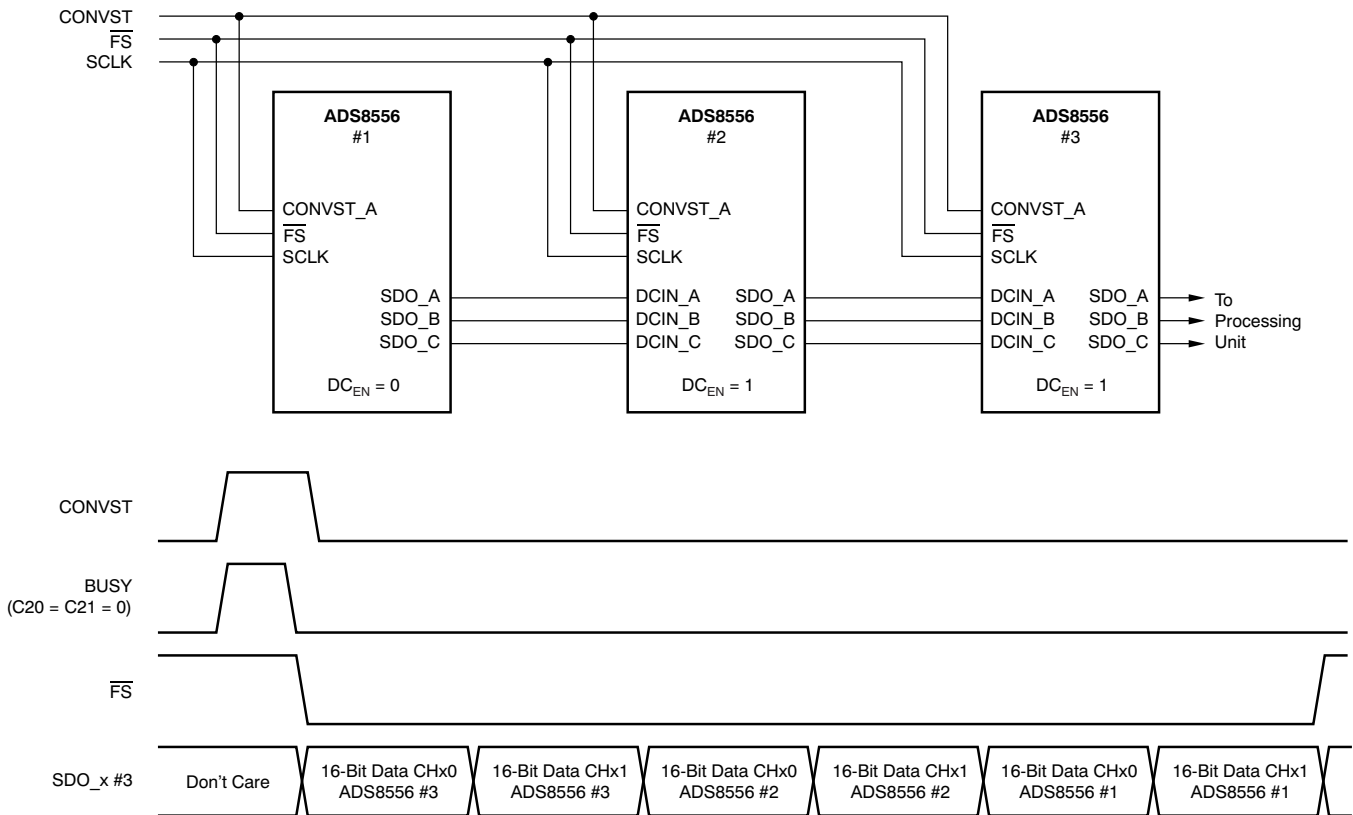 CONVST
FS
SCLK
ADS8556
#1
CONVST_A
FS
SCLK
SDO_A
SDO_B
SDO_C
DCEN = 0
ADS8556
#2
CONVST_A
FS
SCLK
DCIN_A SDO_A
DCIN_B SDO_B
DCIN_C SDO_C
DCEN = 1
ADS8556
#3
CONVST_A
FS
SCLK
DCIN_A SDO_A
DCIN_B SDO_B
DCIN_C SDO_C
DCEN = 1
To
Processing
Unit
CONVST
BUSY
(C20 = C21 = 0)
FS
SDO_x #3
Don't Care
16-Bit Data CHx0
ADS8556 #3
16-Bit Data CHx1
ADS8556 #3
16-Bit Data CHx0
ADS8556 #2
16-Bit Data CHx1
ADS8556 #2
16-Bit Data CHx0
ADS8556 #1
16-Bit Data CHx1
ADS8556 #1